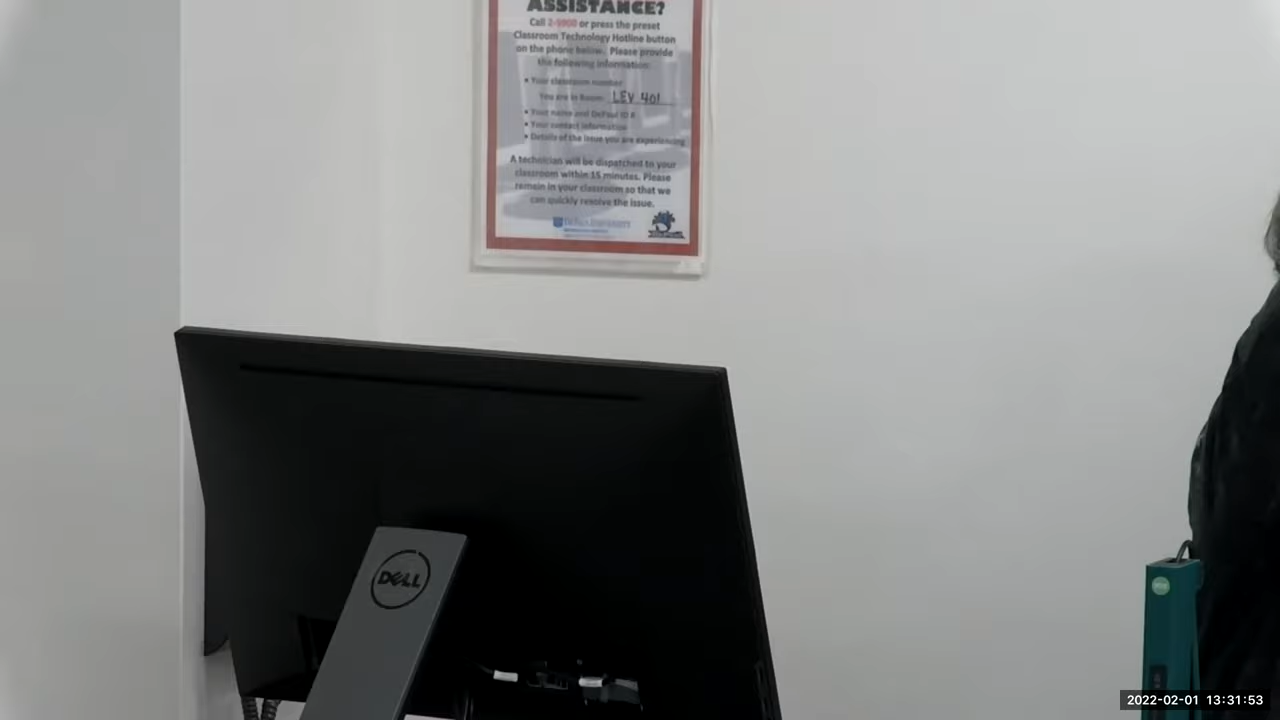 ASSISTANCE?
Call 2-5900 or press the preset
Classroom Technology Hotline button
on the phone below. Please provide
the following information:
• Your classroom number
You are in Room: LEV 401
• Your name and DePaul ID #
• Your contact information
• Details of the issue you are experiencing
A technician will be dispatched to your
classroom within 15 minutes. Please
remain in your classroom so that we
can quickly resolve the issue.
DePaul University
DELL
2022-02-01 13:31:53